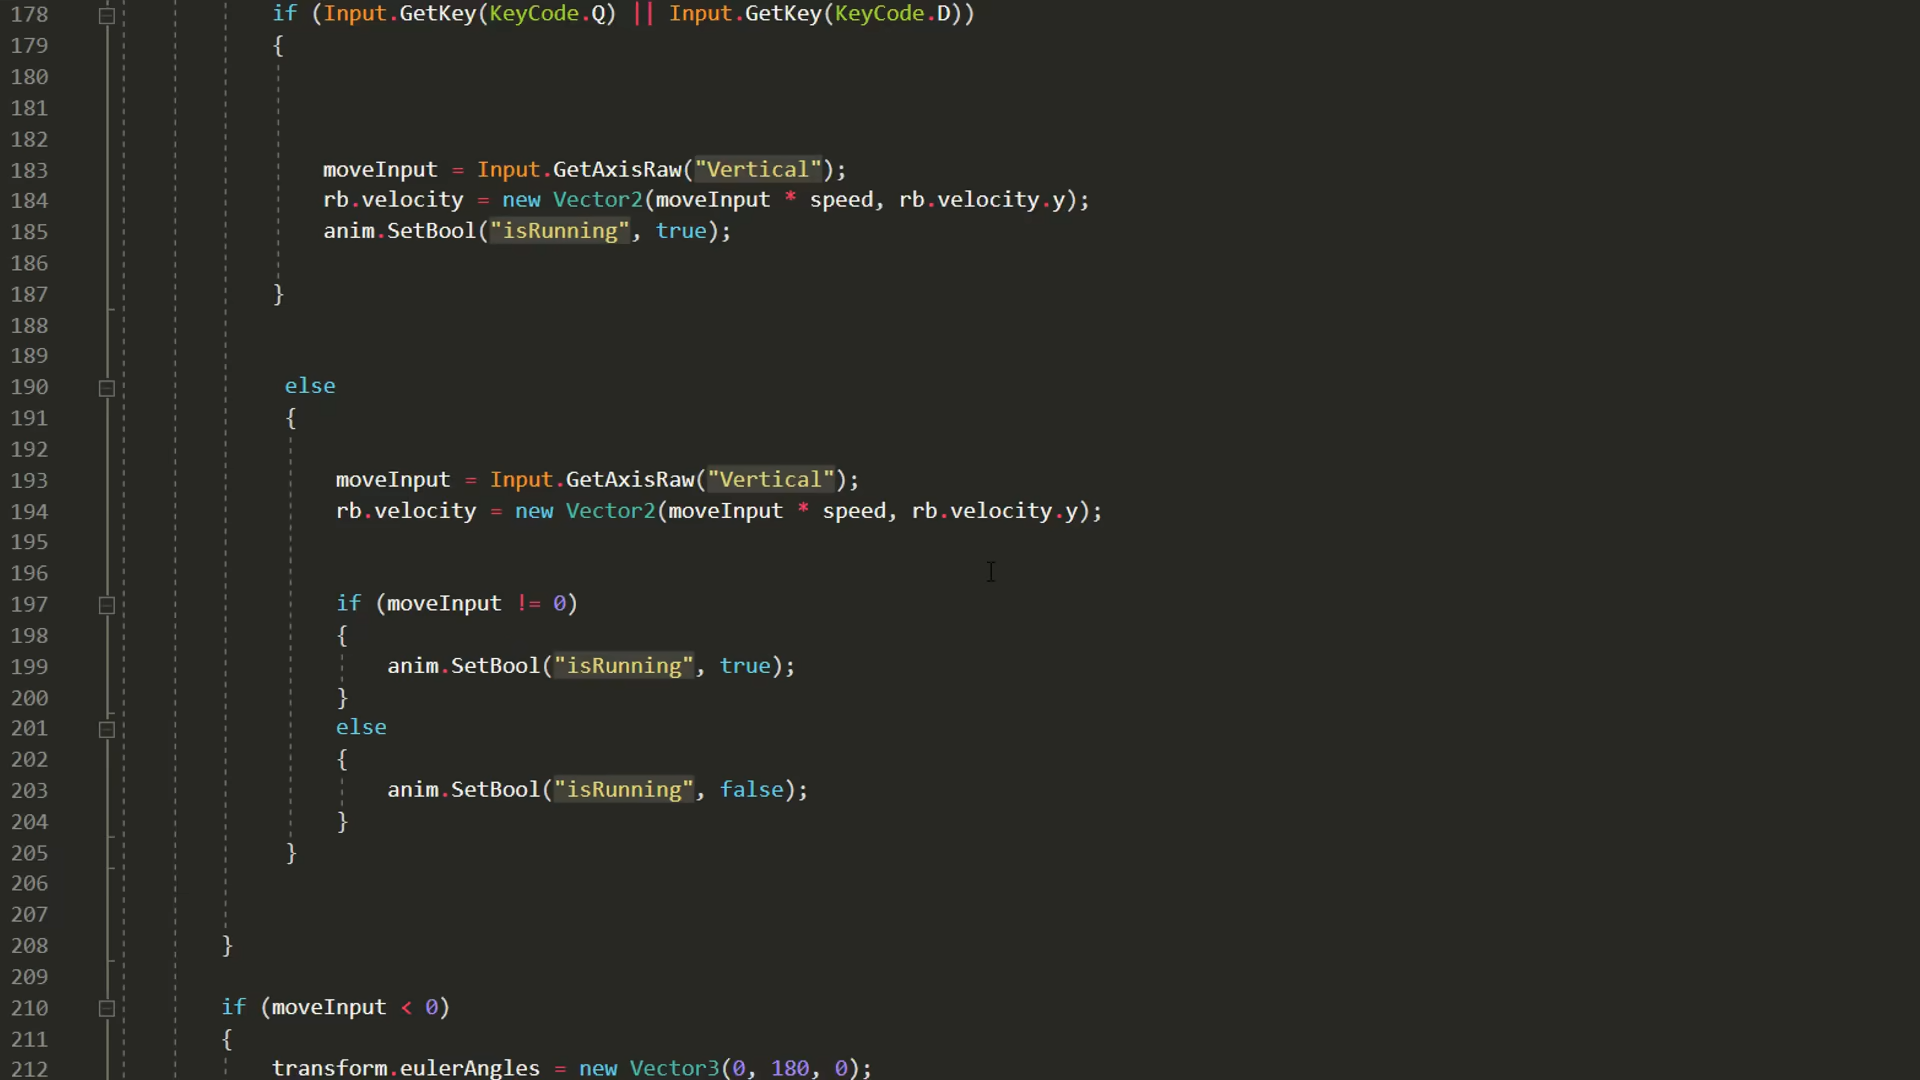 178 if (Input.GetKey(KeyCode.Q) || Input.GetKey(KeyCode.D))
179 {
180
181
182
183 moveInput = Input.GetAxisRaw("Vertical");
184 rb.velocity = new Vector2(moveInput * speed, rb.velocity.y);
185 anim.SetBool("isRunning", true);
186
187 }
188
189
190 else
191 {
192
193 moveInput = Input.GetAxisRaw("Vertical");
194 rb.velocity = new Vector2(moveInput * speed, rb.velocity.y);
195
196
197 if (moveInput != 0)
198 {
199 anim.SetBool("isRunning", true);
200 }
201 else
202 {
203 anim.SetBool("isRunning", false);
204 }
205 }
206
207
208 }
209
210 if (moveInput < 0)
211 {
212 transform.eulerAngles = new Vector3(0, 180, 0);